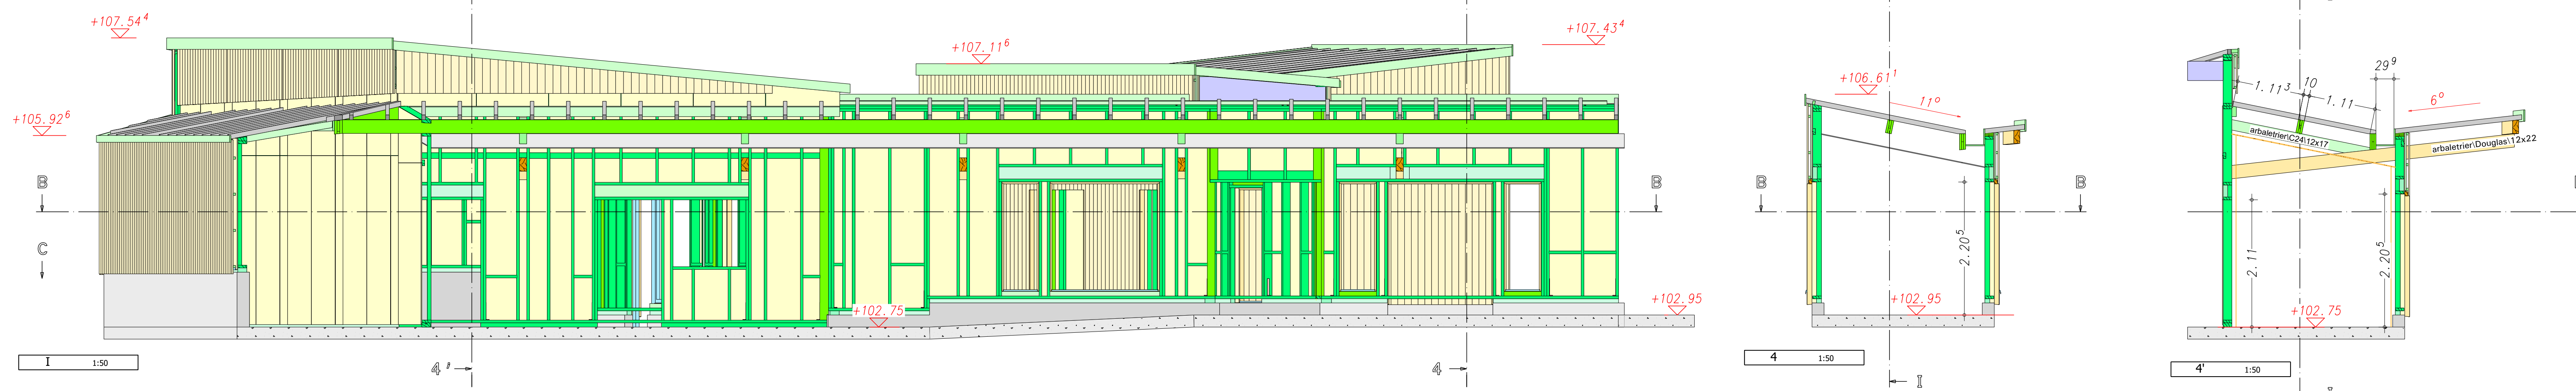 +107.54⁴
+107.11⁶
+107.43⁴
+105.92⁶
B
B
C
+102.75
+102.95
I 1:50
4'
4
+106.61¹
11°
B
B
2.20⁵
+102.95
4 1:50
I
1.11³
10
1.11
29⁹
6°
arbaletrier\C24\12x17
arbaletrier\Douglas\12x22
2.11
2.20⁵
+102.75
4' 1:50